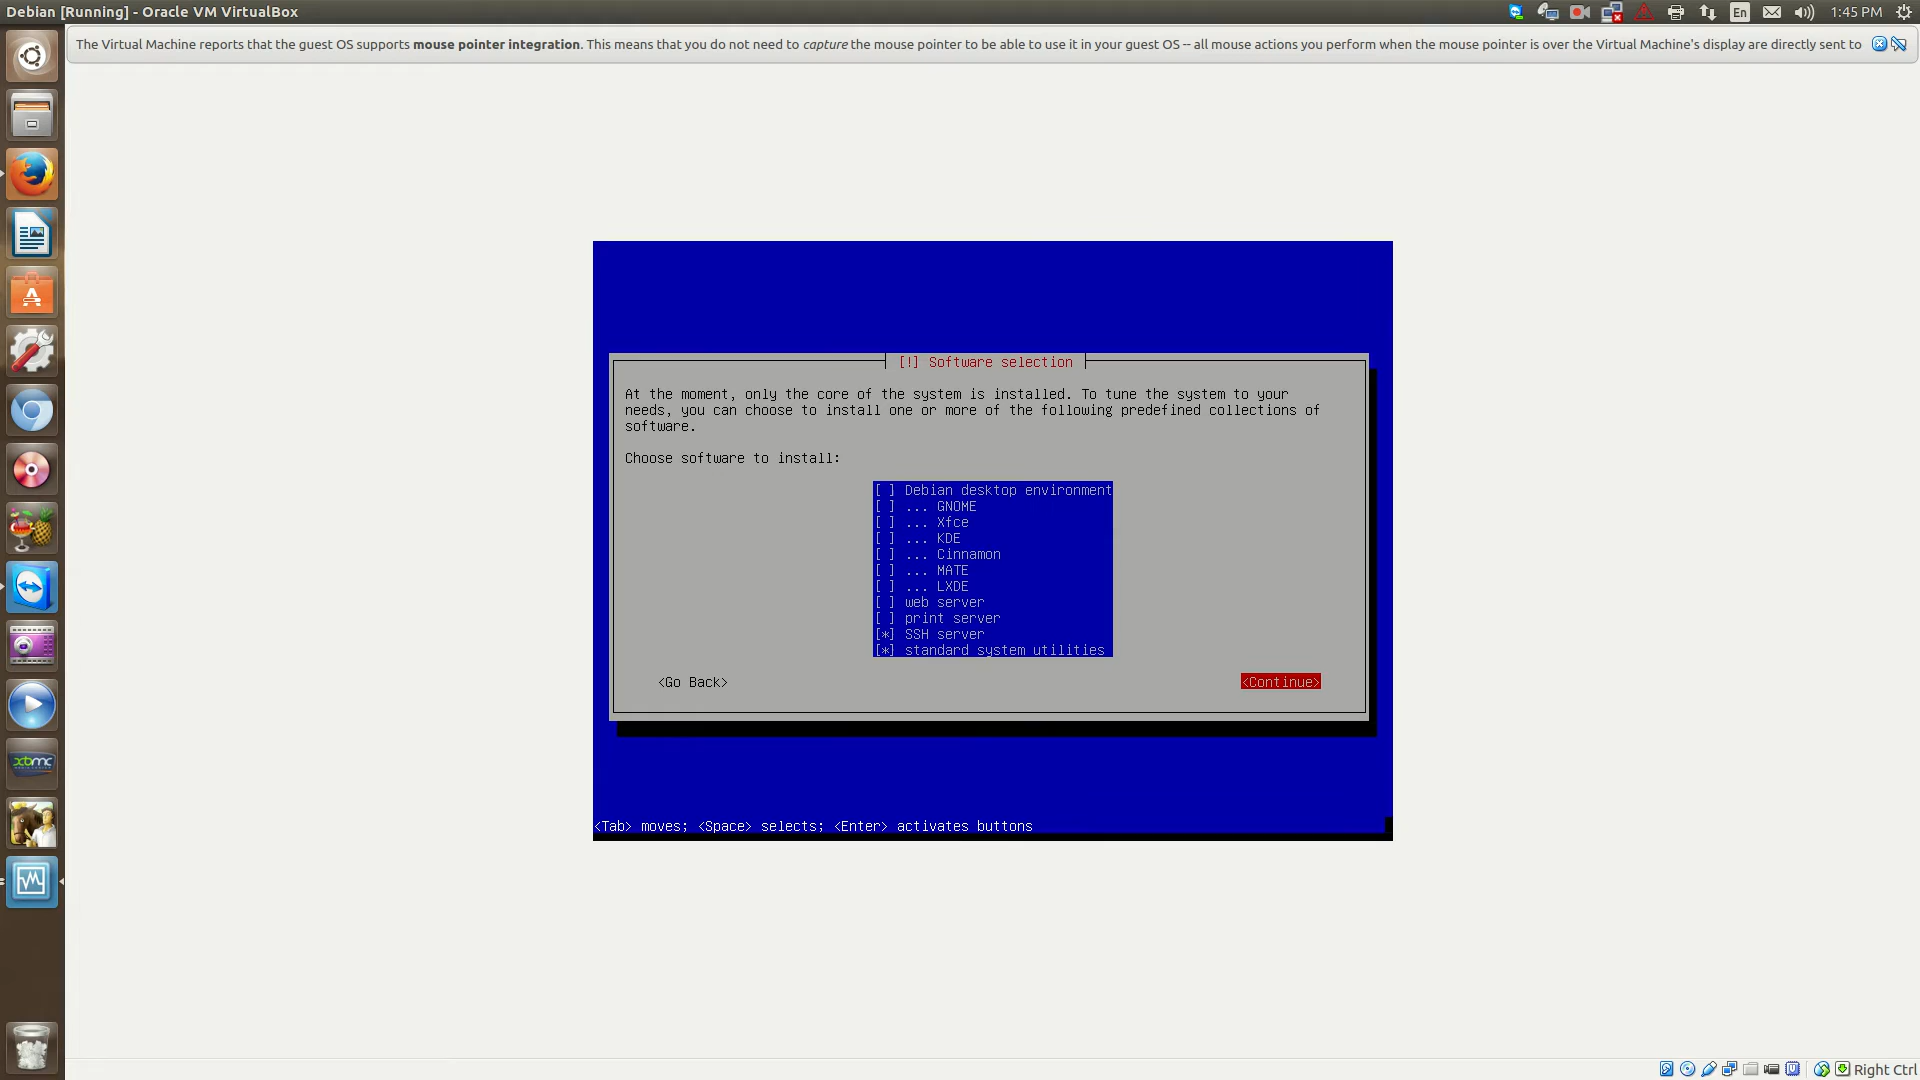 Debian [Running] - Oracle VM VirtualBox
En
1:45 PM
The Virtual Machine reports that the guest OS supports mouse pointer integration. This means that you do not need to capture the mouse pointer to be able to use it in your guest OS -- all mouse actions you perform when the mouse pointer is over the Virtual Machine's display are directly sent to
[!] Software selection
At the moment, only the core of the system is installed. To tune the system to your
needs, you can choose to install one or more of the following predefined collections of
software.
Choose software to install:
[ ] Debian desktop environment
[ ] ... GNOME
[ ] ... Xfce
[ ] ... KDE
[ ] ... Cinnamon
[ ] ... MATE
[ ] ... LXDE
[ ] web server
[ ] print server
[*] SSH server
[*] standard system utilities
<Go Back>
<Continue>
<Tab> moves; <Space> selects; <Enter> activates buttons
xbmc
Right Ctrl